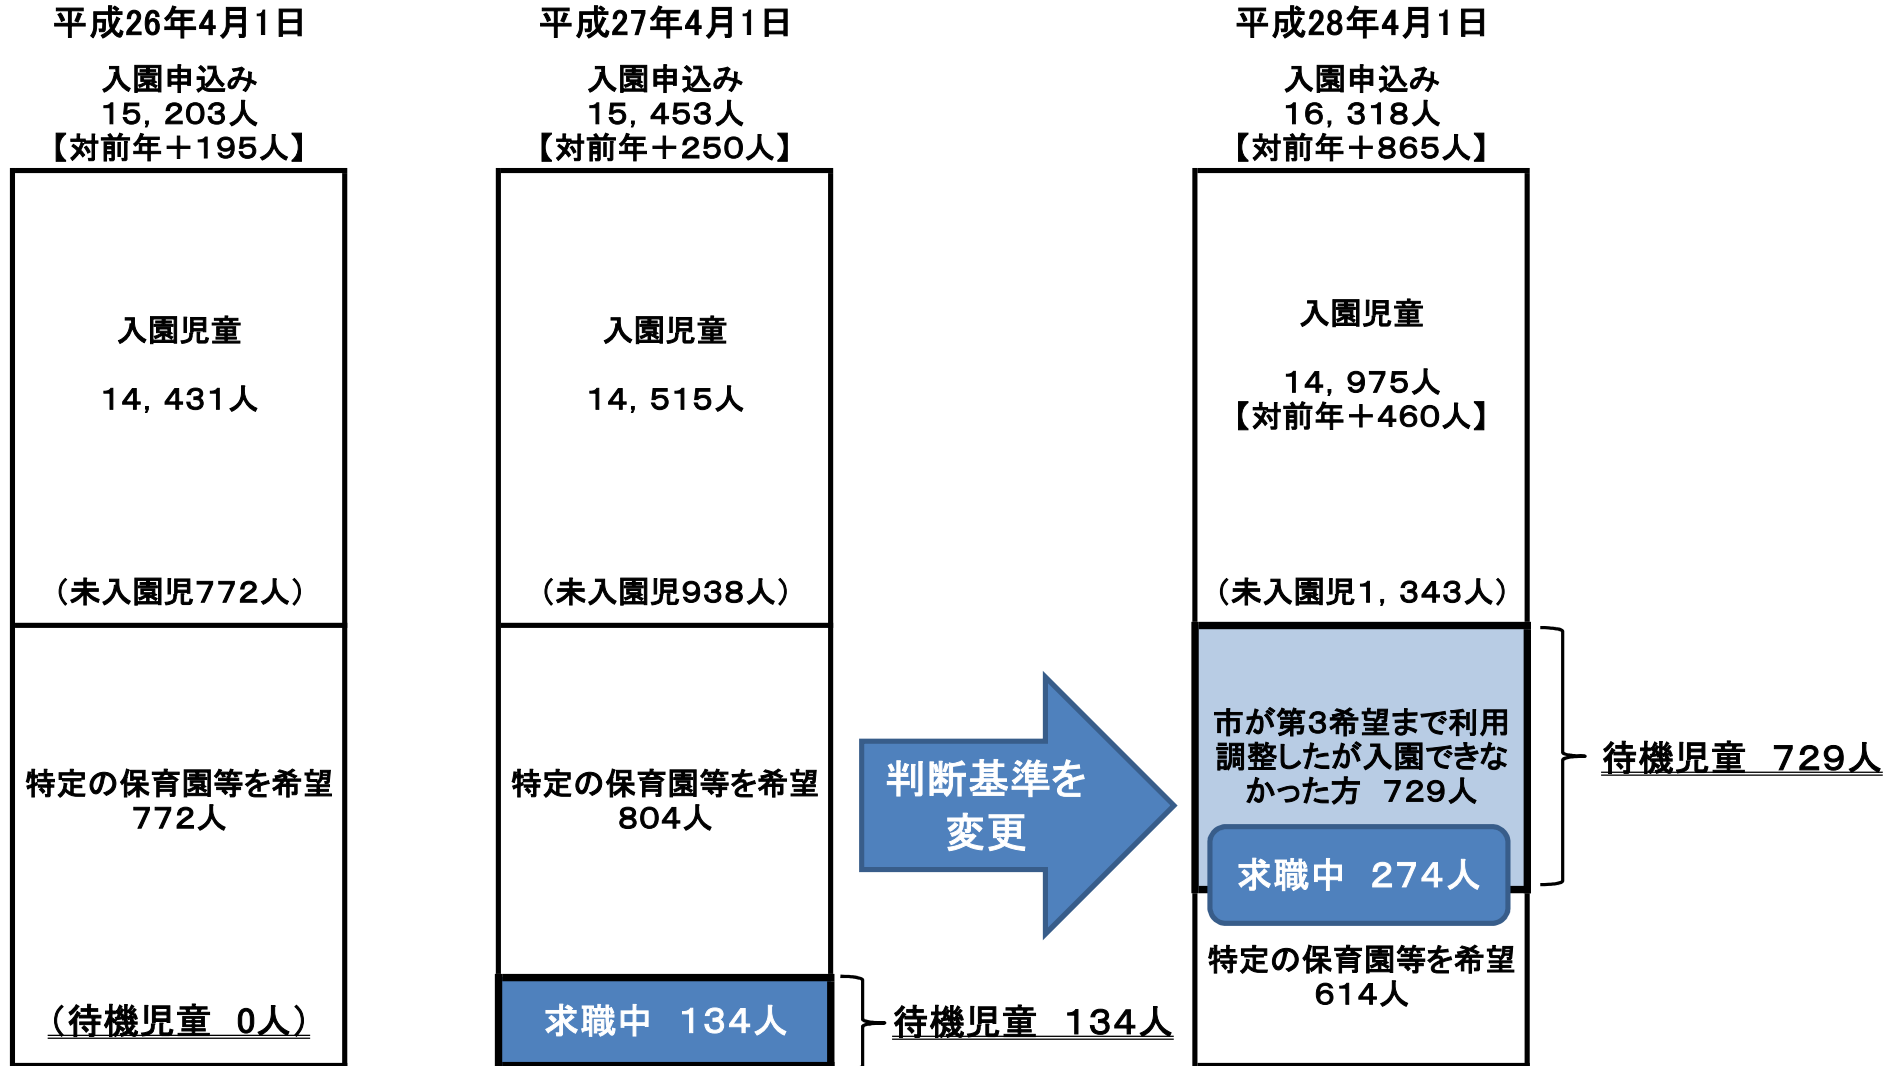 平成26年4月1日
入園申込み
15，203人
【対前年＋195人】
入園児童
14，431人
（未入園児772人）
特定の保育園等を希望
772人
（待機児童　0人）
平成27年4月1日
入園申込み
15，453人
【対前年＋250人】
入園児童
14，515人
（未入園児938人）
特定の保育園等を希望
804人
求職中　134人
待機児童　134人
判断基準を
変更
平成28年4月1日
入園申込み
16，318人
【対前年＋865人】
入園児童
14，975人
【対前年＋460人】
（未入園児1，343人）
市が第3希望まで利用
調整したが入園できな
かった方　729人
求職中　274人
特定の保育園等を希望
614人
待機児童　729人